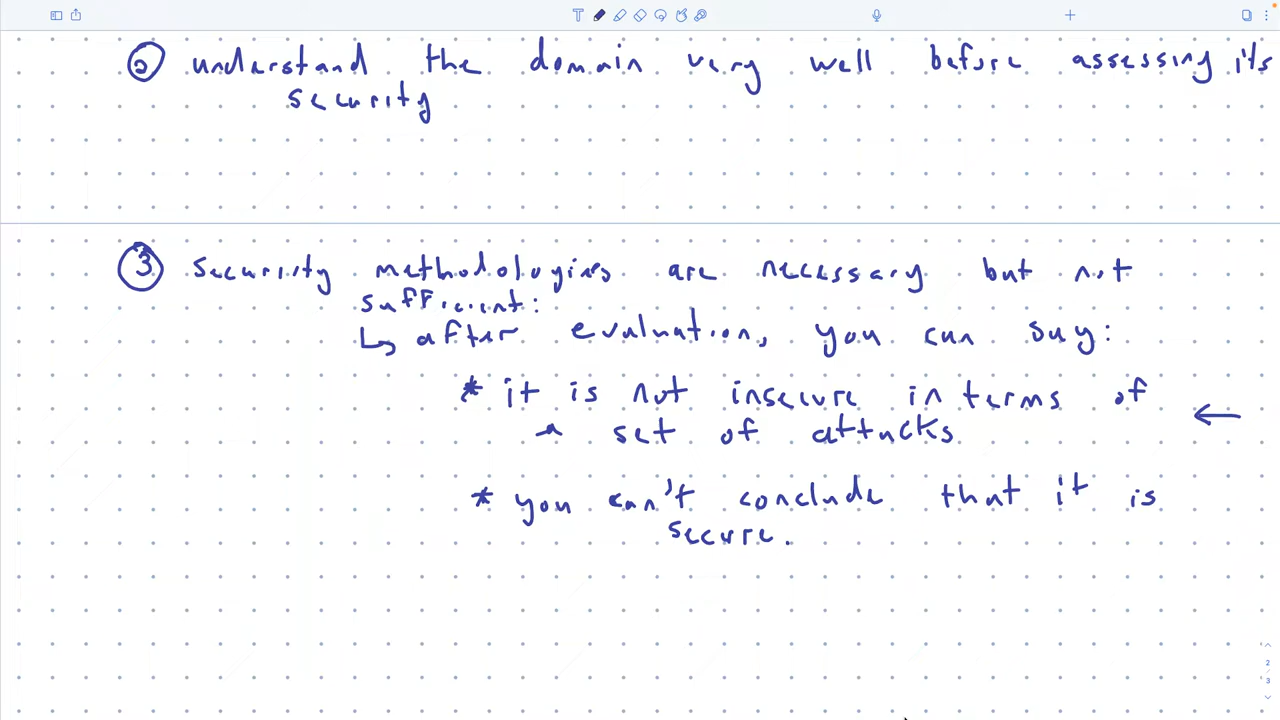 ② understand the domain very well before assessing it's
security
③ Security methodologies are necessary but not
sufficient:
↳ after evaluation, you can say:
* it is not insecure in terms of
a set of attacks ←
* you can't conclude that it is
secure.
2
3